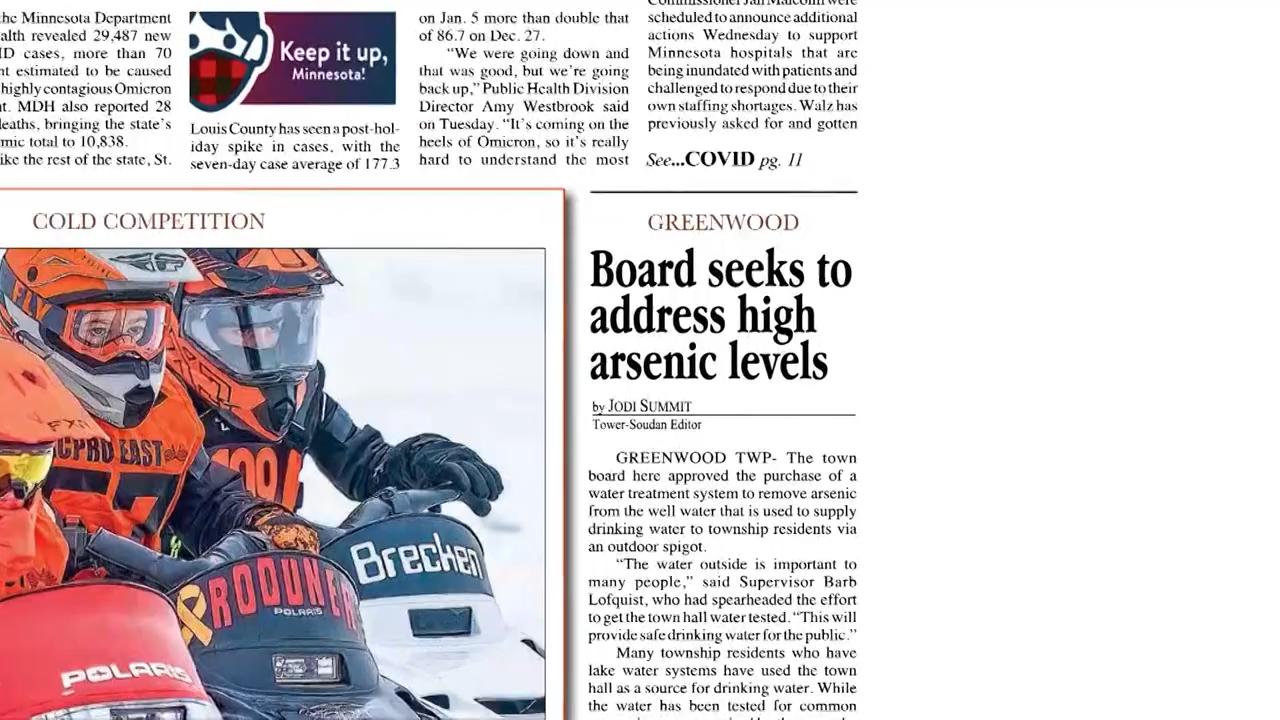 the Minnesota Department
alth revealed 29,487 new
ID cases, more than 70
nt estimated to be caused
highly contagious Omicron
nt. MDH also reported 28
leaths, bringing the state's
mic total to 10,838.
ike the rest of the state, St.
Keep it up,
Minnesota!
Louis County has seen a post-hol-
iday spike in cases, with the
seven-day case average of 177.3
on Jan. 5 more than double that
of 86.7 on Dec. 27.
"We were going down and
that was good, but we're going
back up," Public Health Division
Director Amy Westbrook said
on Tuesday. "It's coming on the
heels of Omicron, so it's really
hard to understand the most
Commissioner Jan Malcolm were
scheduled to announce additional
actions Wednesday to support
Minnesota hospitals that are
being inundated with patients and
challenged to respond due to their
own staffing shortages. Walz has
previously asked for and gotten
See...COVID pg. 11
COLD COMPETITION
FLY
FXR
CPRO EAST
POLARIS
RODUNE
POLARIS
Brecken
GREENWOOD
Board seeks to
address high
arsenic levels
by JODI SUMMIT
Tower-Soudan Editor
GREENWOOD TWP- The town
board here approved the purchase of a
water treatment system to remove arsenic
from the well water that is used to supply
drinking water to township residents via
an outdoor spigot.
"The water outside is important to
many people," said Supervisor Barb
Lofquist, who had spearheaded the effort
to get the town hall water tested. "This will
provide safe drinking water for the public."
Many township residents who have
lake water systems have used the town
hall as a source for drinking water. While
the water has been tested for common